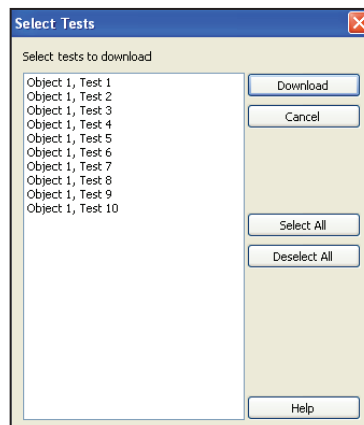 Select Tests
Select tests to download
Object 1, Test 1
Object 1, Test 2
Object 1, Test 3
Object 1, Test 4
Object 1, Test 5
Object 1, Test 6
Object 1, Test 7
Object 1, Test 8
Object 1, Test 9
Object 1, Test 10
Download
Cancel
Select All
Deselect All
Help